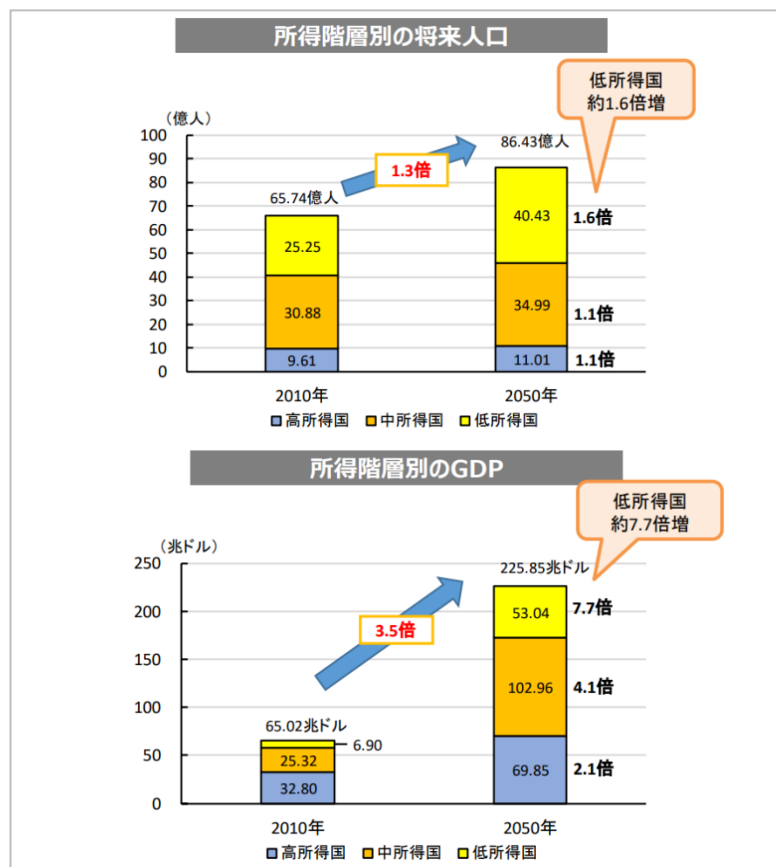 所得階層別の将来人口
低所得国
約1.6倍増
（億人）
100
90
80
70
60
50
40
30
20
10
0
65.74億人
1.3倍
86.43億人
25.25
30.88
9.61
40.43
34.99
11.01
1.6倍
1.1倍
1.1倍
2010年 2050年
高所得国 中所得国 低所得国
所得階層別のGDP
低所得国
約7.7倍増
（兆ドル）
250
200
150
100
50
0
65.02兆ドル
3.5倍
225.85兆ドル
6.90
25.32
32.80
53.04
102.96
69.85
7.7倍
4.1倍
2.1倍
2010年 2050年
高所得国 中所得国 低所得国